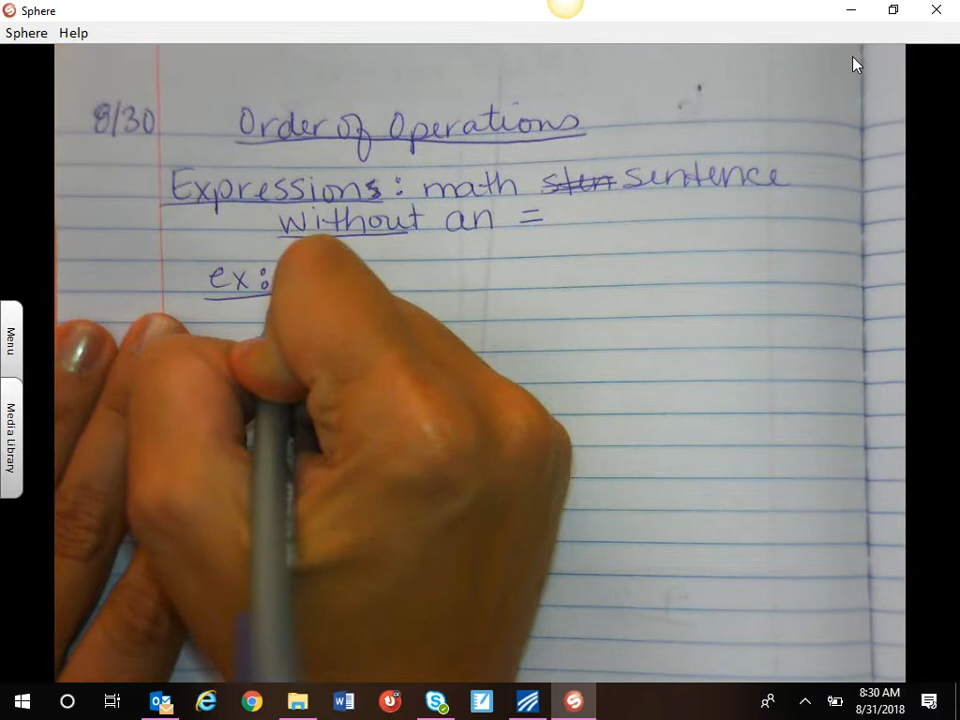 Sphere
Sphere Help
8/30 Order of Operations
Expressions: math sten sentence
without an =
ex:
Menu
Media Library
8:30 AM
8/31/2018